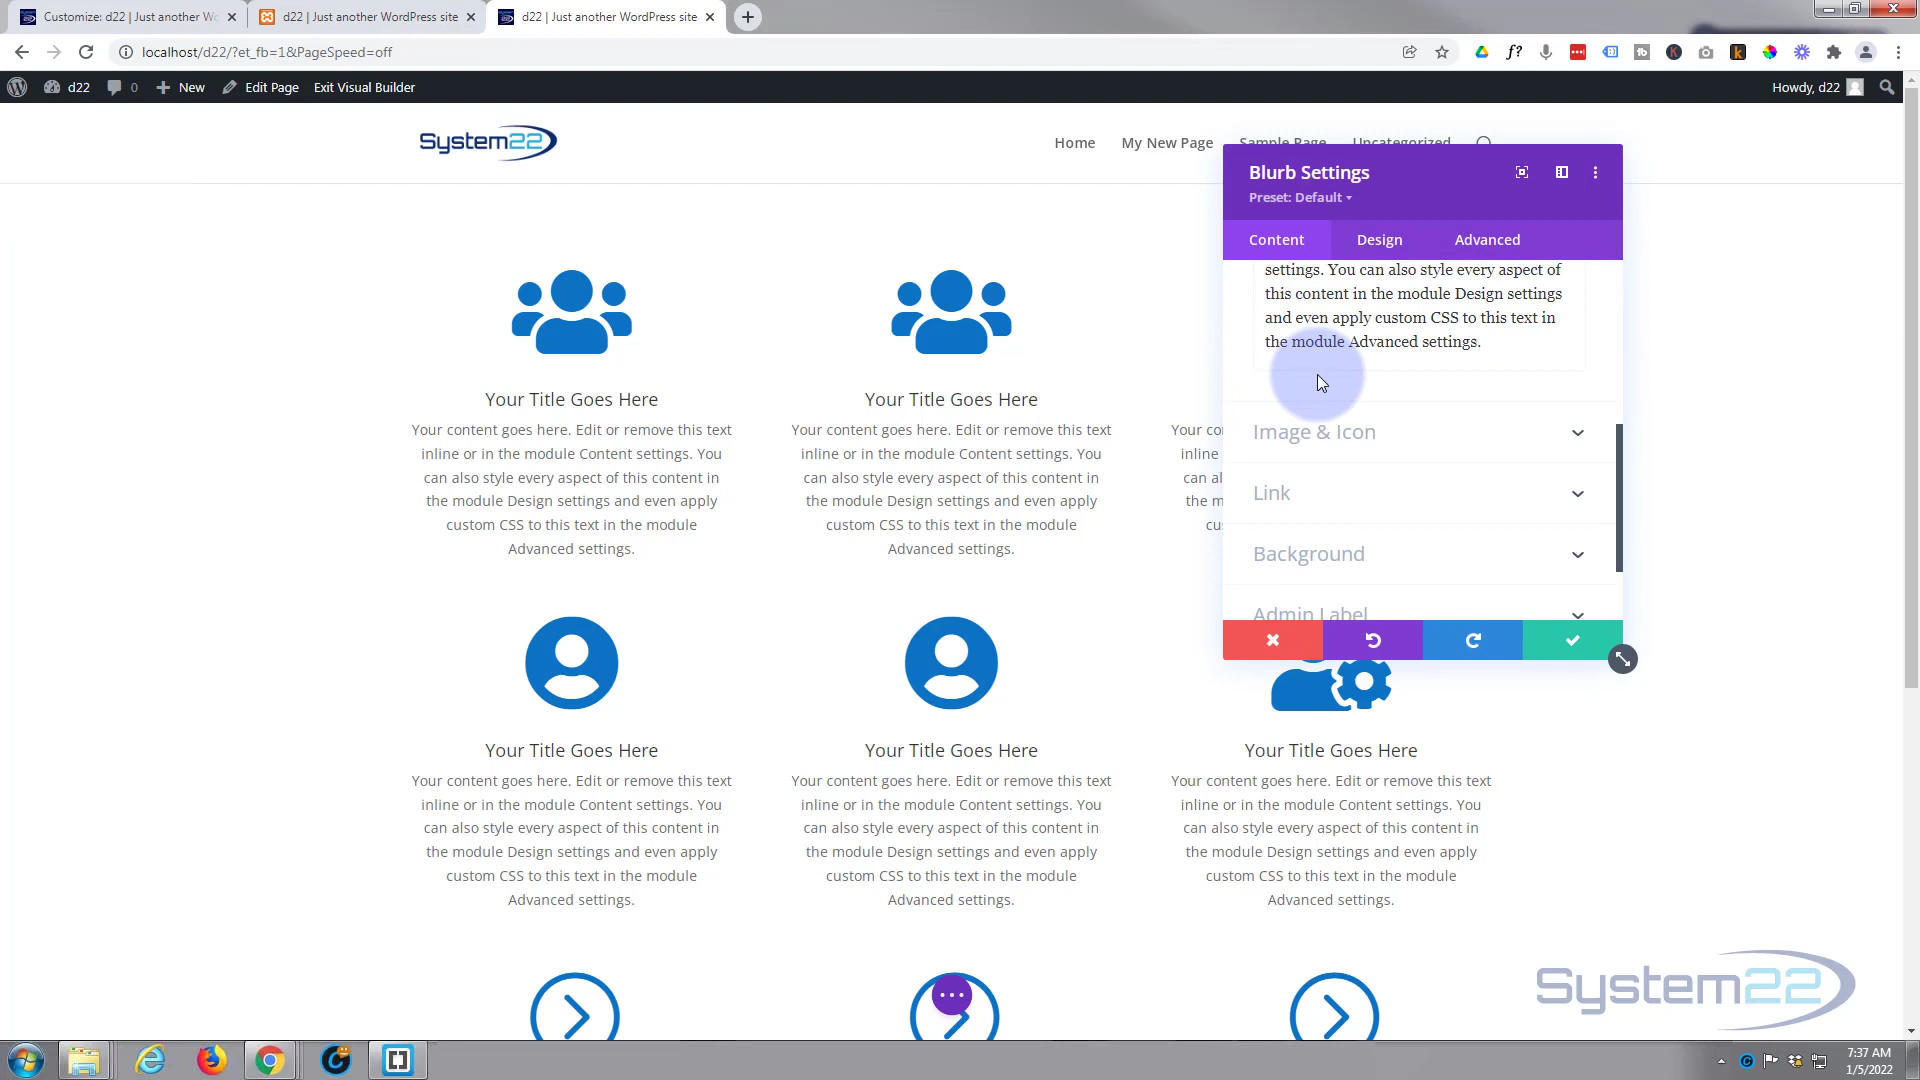 Customize: d22 | Just another Wo
d22 | Just another WordPress site
d22 | Just another WordPress site
localhost/d22/?et_fb=1&PageSpeed=off
d22
0
New
Edit Page
Exit Visual Builder
Howdy, d22
System22
Home
My New Page
Sample Page
Uncategorized
Blurb Settings
Preset: Default
Content
Design
Advanced
settings. You can also style every aspect of
this content in the module Design settings
and even apply custom CSS to this text in
the module Advanced settings.
Image & Icon
Link
Background
Admin Label
Your Title Goes Here
Your content goes here. Edit or remove this text
inline or in the module Content settings. You
can also style every aspect of this content in
the module Design settings and even apply
custom CSS to this text in the module
Advanced settings.
Your Title Goes Here
Your content goes here. Edit or remove this text
inline or in the module Content settings. You
can also style every aspect of this content in
the module Design settings and even apply
custom CSS to this text in the module
Advanced settings.
Your co
inline
can al
the m
cu
Your Title Goes Here
Your content goes here. Edit or remove this text
inline or in the module Content settings. You
can also style every aspect of this content in
the module Design settings and even apply
custom CSS to this text in the module
Advanced settings.
Your Title Goes Here
Your content goes here. Edit or remove this text
inline or in the module Content settings. You
can also style every aspect of this content in
the module Design settings and even apply
custom CSS to this text in the module
Advanced settings.
Your Title Goes Here
Your content goes here. Edit or remove this text
inline or in the module Content settings. You
can also style every aspect of this content in
the module Design settings and even apply
custom CSS to this text in the module
Advanced settings.
System22
7:37 AM
1/5/2022